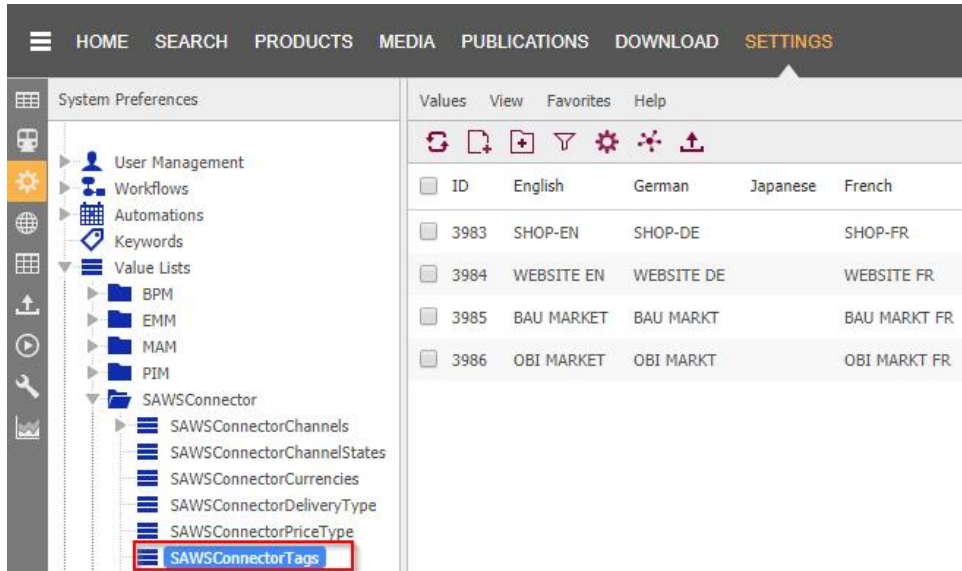 HOME SEARCH PRODUCTS MEDIA PUBLICATIONS DOWNLOAD SETTINGS
System Preferences
User Management
Workflows
Automations
Keywords
Value Lists
BPM
EMM
MAM
PIM
SAWSConnector
SAWSConnectorChannels
SAWSConnectorChannelStates
SAWSConnectorCurrencies
SAWSConnectorDeliveryType
SAWSConnectorPriceType
SAWSConnectorTags
Values View Favorites Help
ID English German Japanese French
3983 SHOP-EN SHOP-DE SHOP-FR
3984 WEBSITE EN WEBSITE DE WEBSITE FR
3985 BAU MARKET BAU MARKT BAU MARKT FR
3986 OBI MARKET OBI MARKT OBI MARKT FR